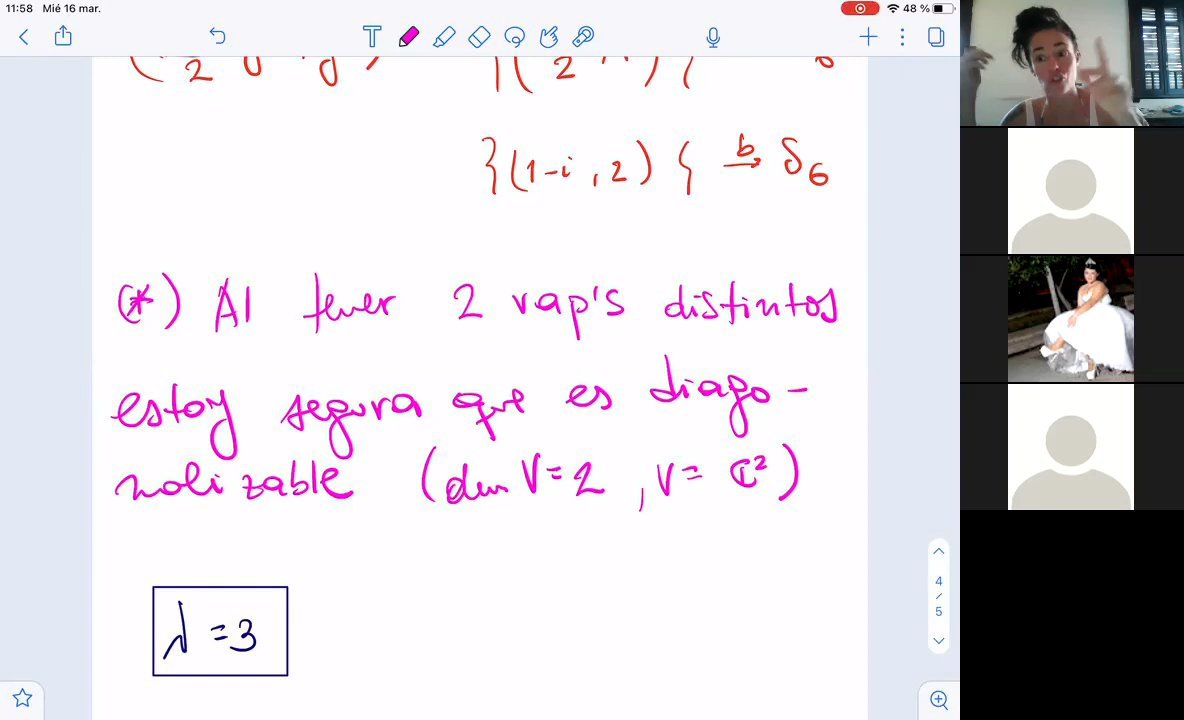 11:58 Mié 16 mar.
48 %
}(1-i , 2){ b→ S₆
(*) Al tener 2 vap's distintos
estoy segura que es diago-
nalizable (dim V=2 , V= ℂ²)
λ =3
4
/
5